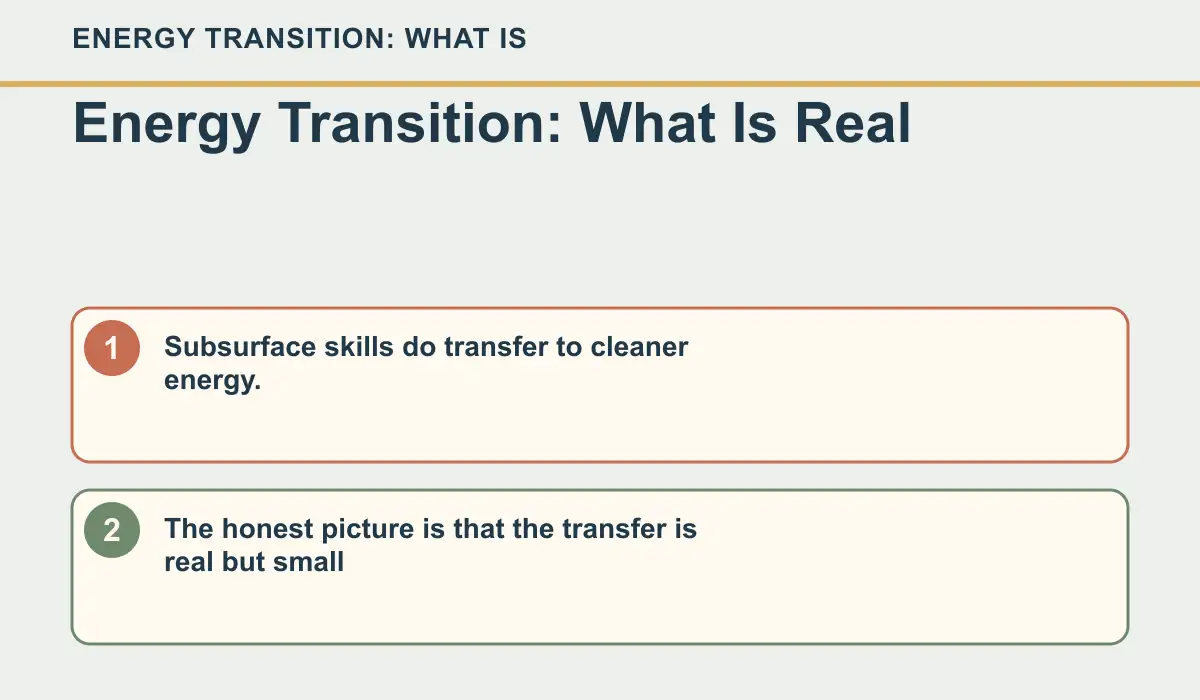 ENERGY TRANSITION: WHAT IS
Energy Transition: What Is Real
1
Subsurface skills do transfer to cleaner
energy.
2
The honest picture is that the transfer is
real but small